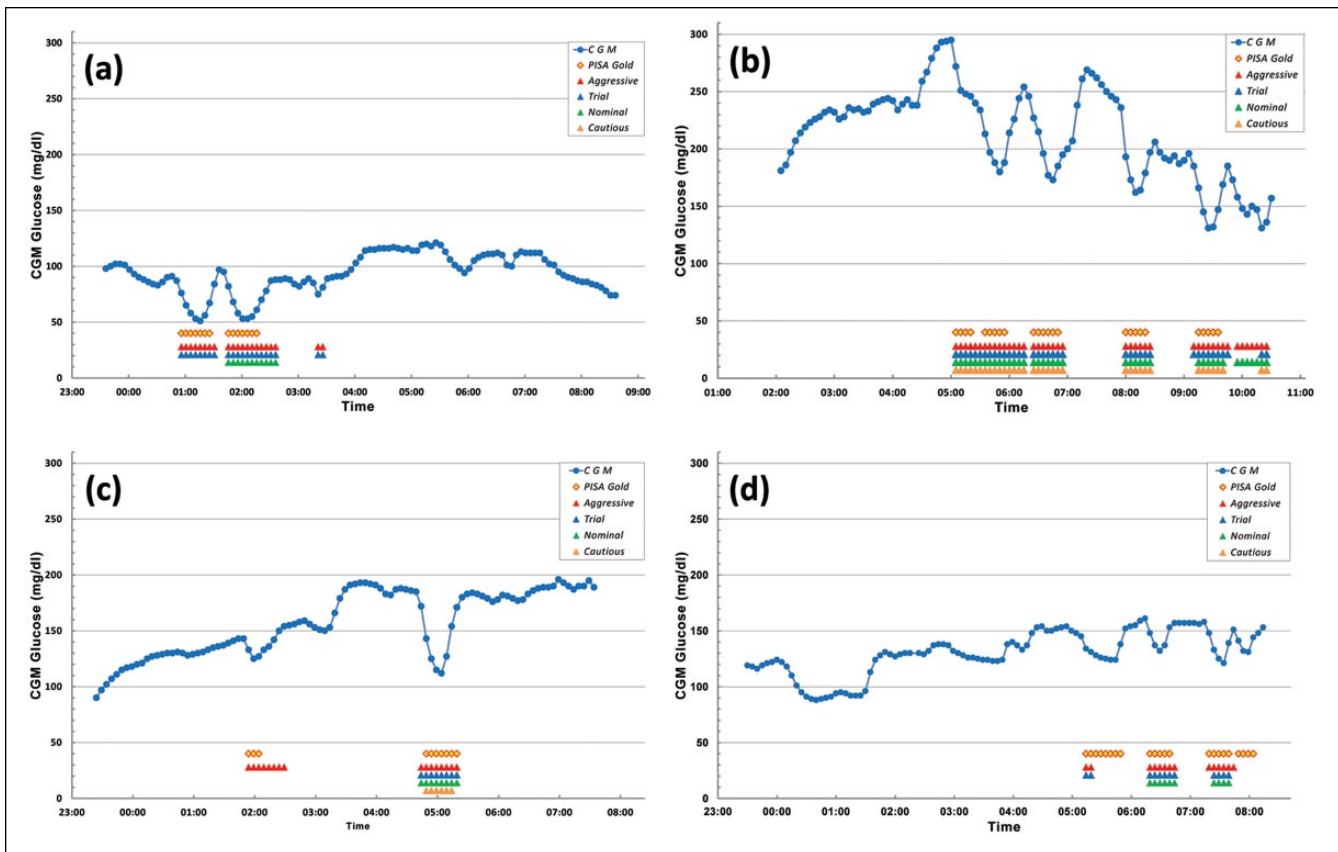 (a)
300
250
200
150
100
50
0
CGM Glucose (mg/dl)
23:00 00:00 01:00 02:00 03:00 04:00 05:00 06:00 07:00 08:00 09:00
Time
C G M
PISA Gold
Aggressive
Trial
Nominal
Cautious
(b)
300
250
200
150
100
50
0
CGM Glucose (mg/dl)
01:00 02:00 03:00 04:00 05:00 06:00 07:00 08:00 09:00 10:00 11:00
Time
C G M
PISA Gold
Aggressive
Trial
Nominal
Cautious
(c)
300
250
200
150
100
50
0
CGM Glucose (mg/dl)
23:00 00:00 01:00 02:00 03:00 04:00 05:00 06:00 07:00 08:00
Time
C G M
PISA Gold
Aggressive
Trial
Nominal
Cautious
(d)
300
250
200
150
100
50
0
CGM Glucose (mg/dl)
23:00 00:00 01:00 02:00 03:00 04:00 05:00 06:00 07:00 08:00
Time
C G M
PISA Gold
Aggressive
Trial
Nominal
Cautious